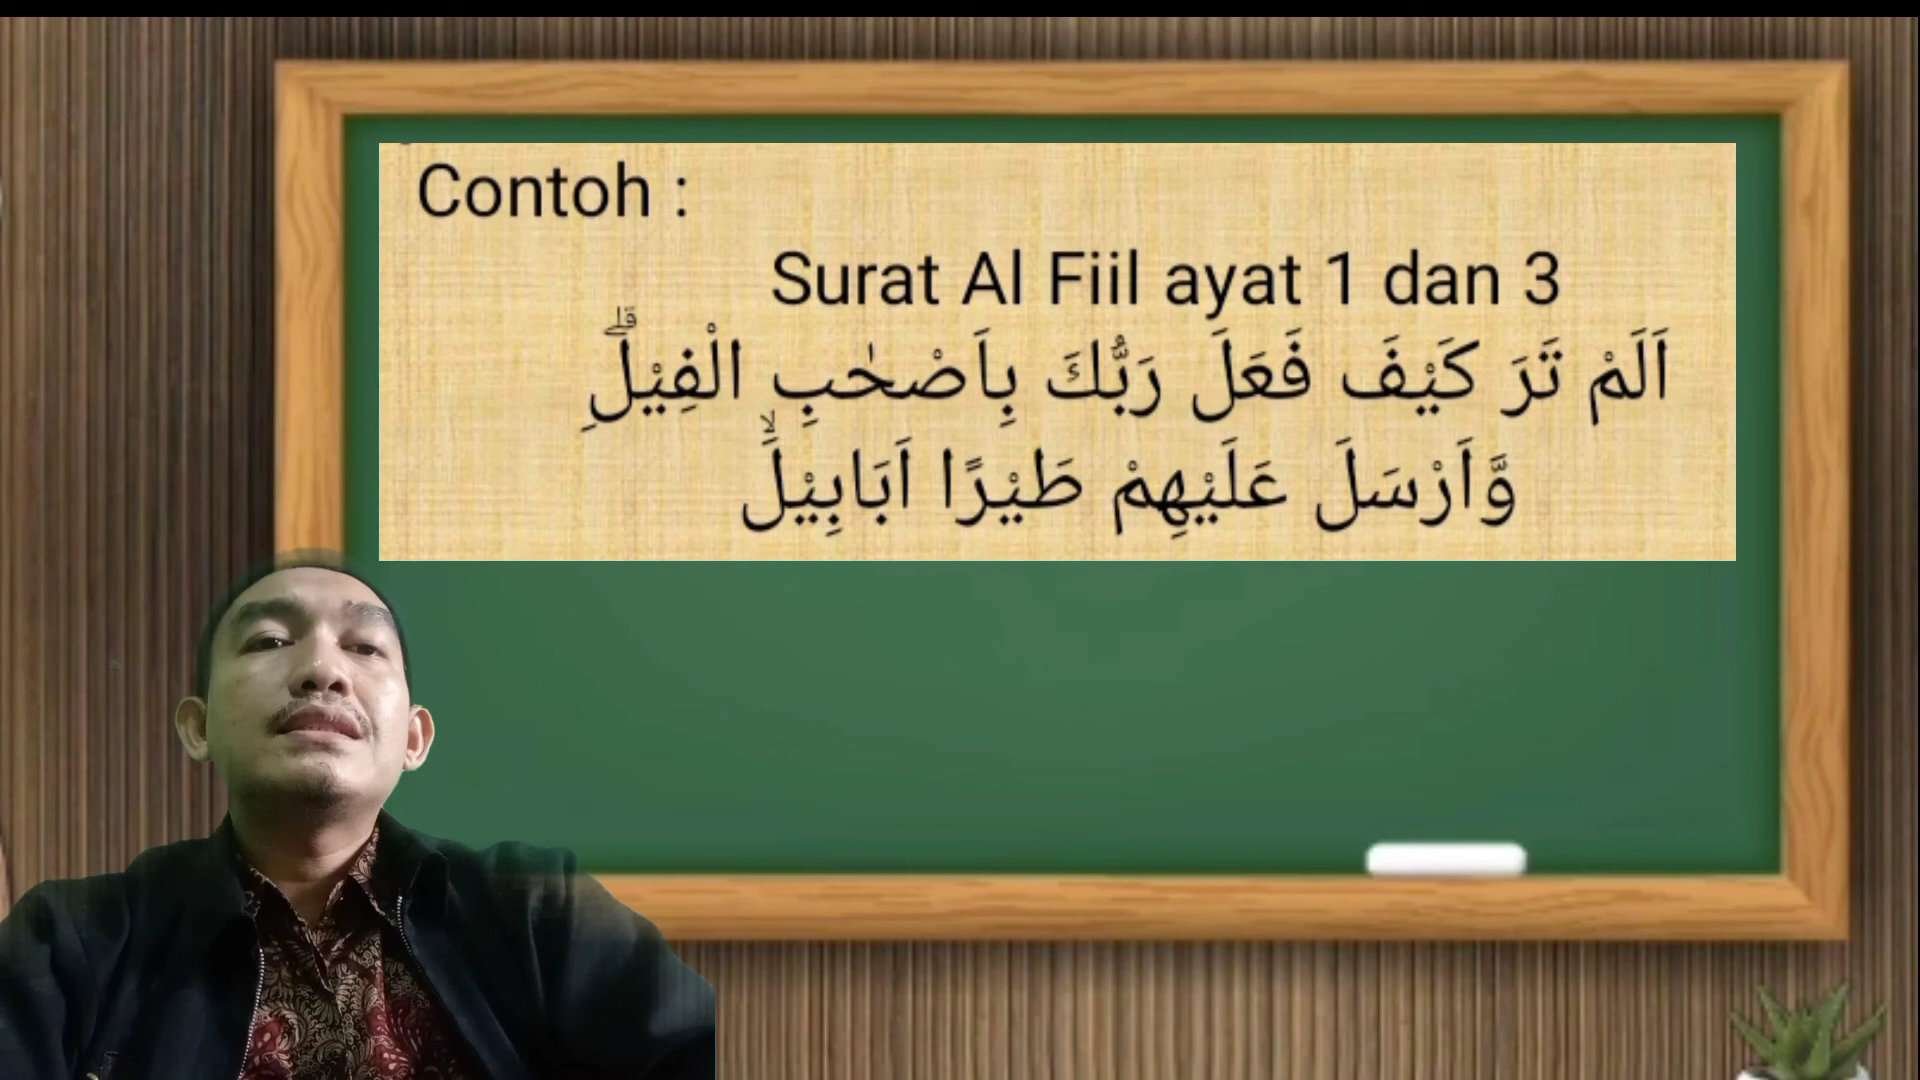 Contoh :
Surat Al Fiil ayat 1 dan 3
اَلَمْ تَرَ كَيْفَ فَعَلَ رَبُّكَ بِاَصْحٰبِ الْفِيْلِۗ
وَّاَرْسَلَ عَلَيْهِمْ طَيْرًا اَبَابِيْلَۙ